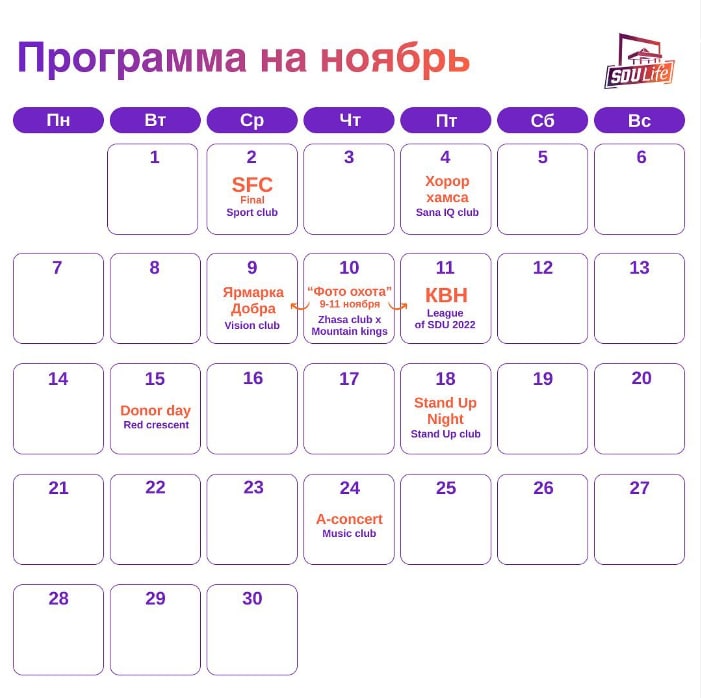 Программа на ноябрь
SDU Life
Пн Вт Ср Чт Пт Сб Вс
1 2 3 4 5 6
SFC
Final
Sport club
Хорор
хамса
Sana IQ club
7 8 9 10 11 12 13
Ярмарка
Добра
Vision club
“Фото охота”
9-11 ноября
Zhasa club x
Mountain kings
КВН
League
of SDU 2022
14 15 16 17 18 19 20
Donor day
Red crescent
Stand Up
Night
Stand Up club
21 22 23 24 25 26 27
A-concert
Music club
28 29 30